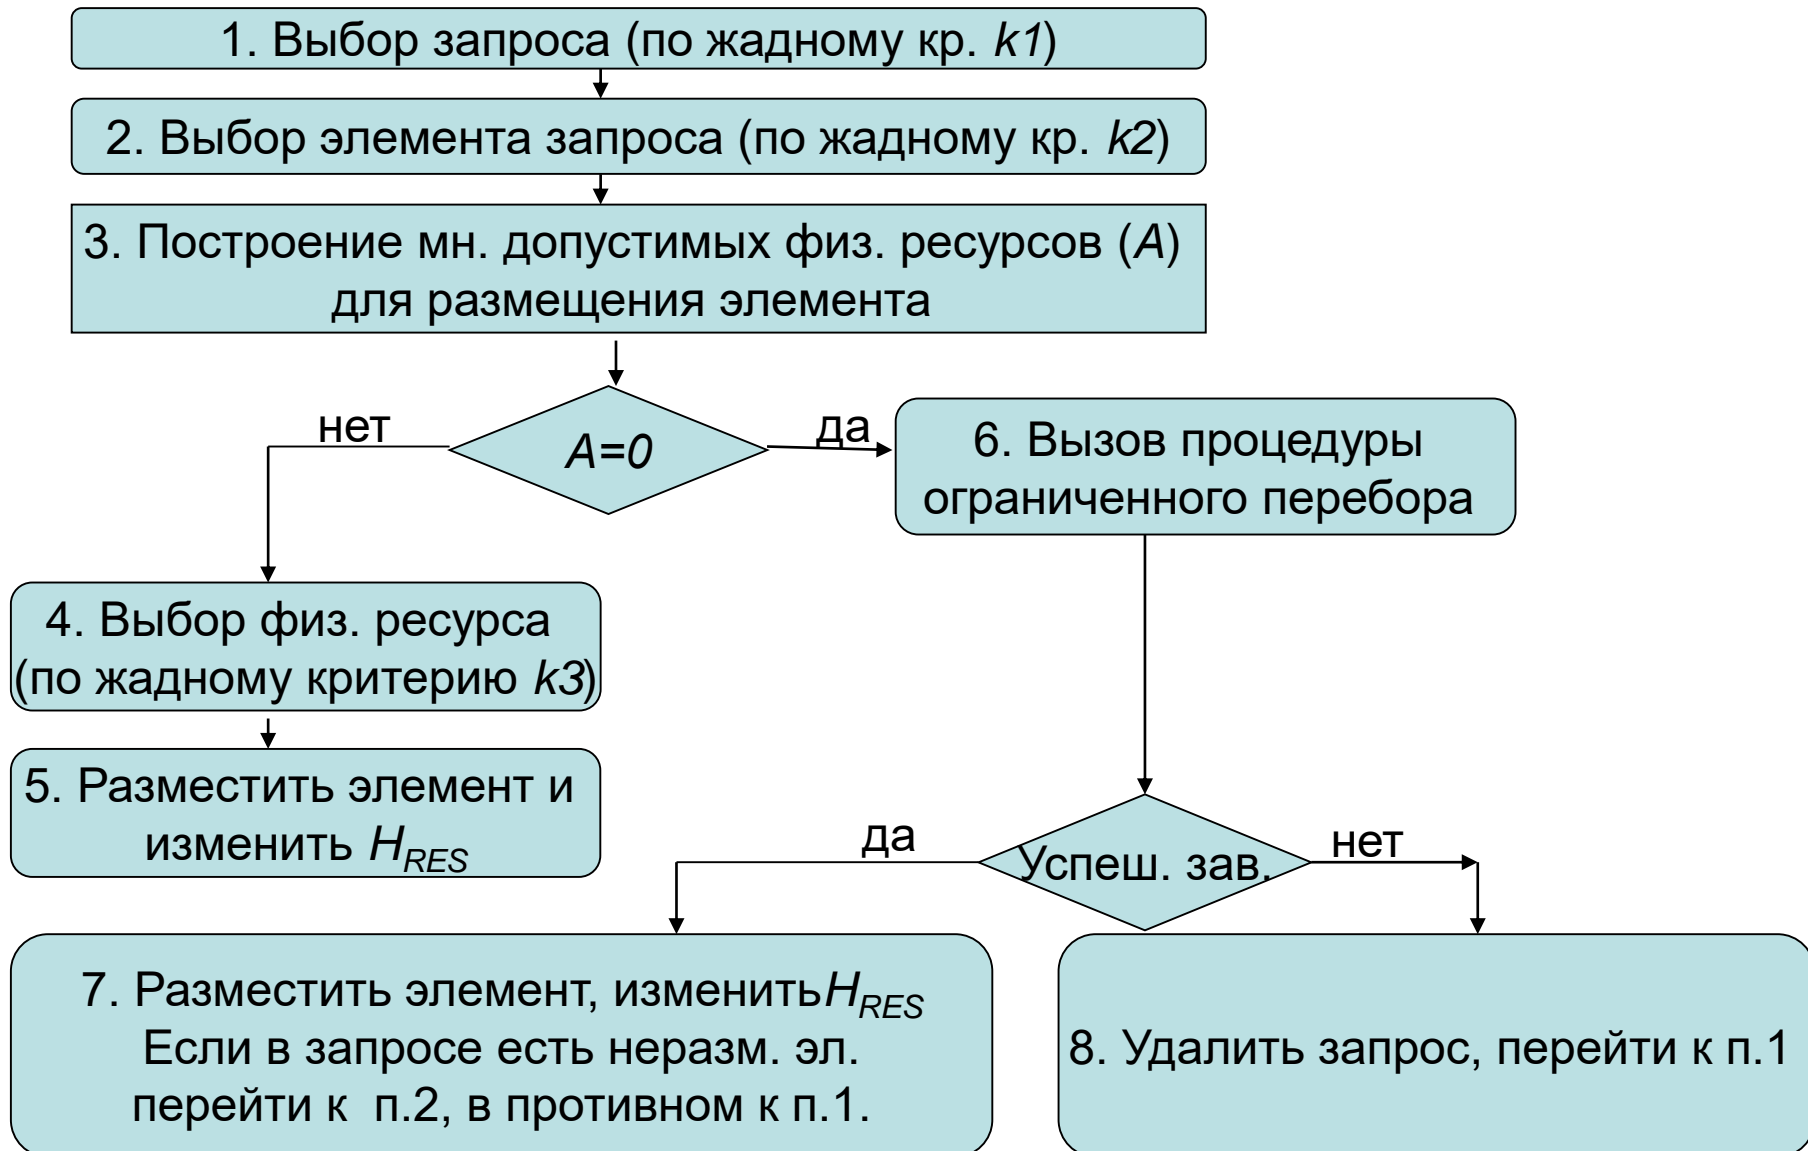 1. Выбор запроса (по жадному кр. k1)
2. Выбор элемента запроса (по жадному кр. k2)
3. Построение мн. допустимых физ. ресурсов (A)
для размещения элемента
нет
A=0
да
6. Вызов процедуры
ограниченного перебора
4. Выбор физ. ресурса
(по жадному критерию k3)
5. Разместить элемент и
изменить H_RES
да
Успеш. зав.
нет
7. Разместить элемент, изменить H_RES
Если в запросе есть неразм. эл.
перейти к п.2, в противном к п.1.
8. Удалить запрос, перейти к п.1